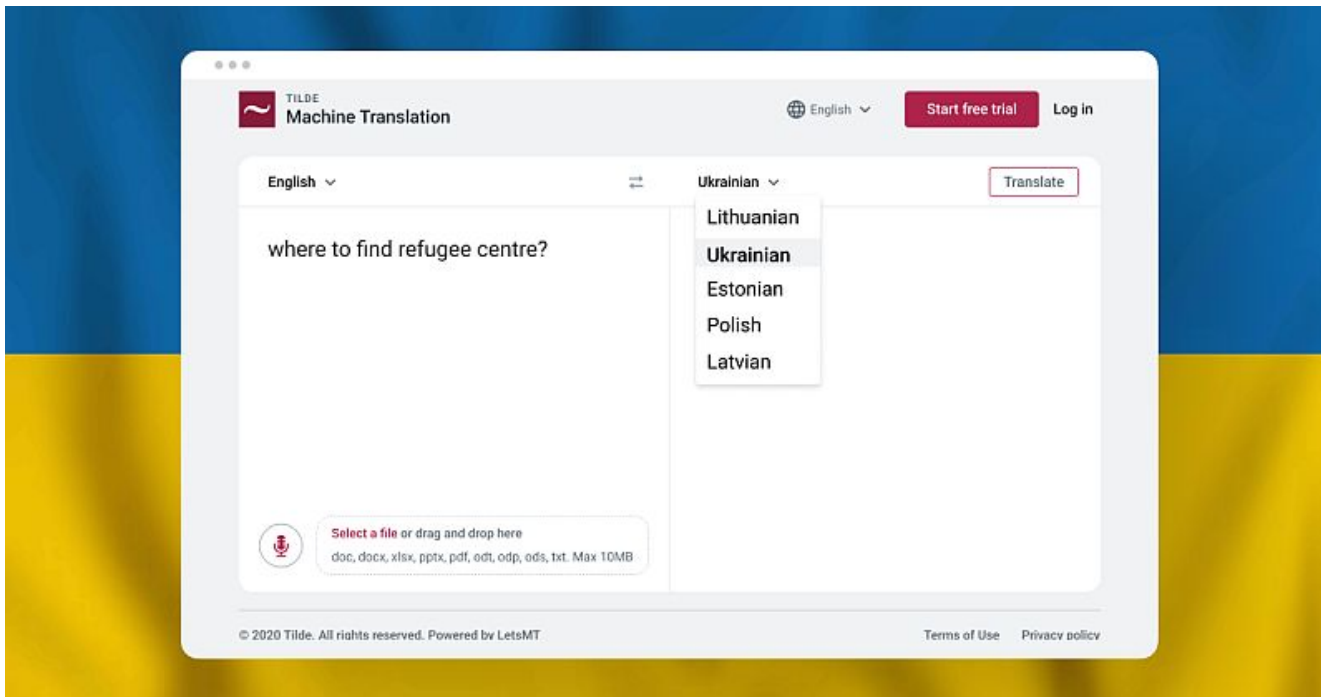 TILDE
Machine Translation
English
Start free trial
Log in
English
Ukrainian
Translate
where to find refugee centre?
Lithuanian
Ukrainian
Estonian
Polish
Latvian
Select a file or drag and drop here
doc, docx, xlsx, pptx, pdf, odt, odp, ods, txt. Max 10MB
© 2020 Tilde. All rights reserved. Powered by LetsMT
Terms of Use
Privacy policy